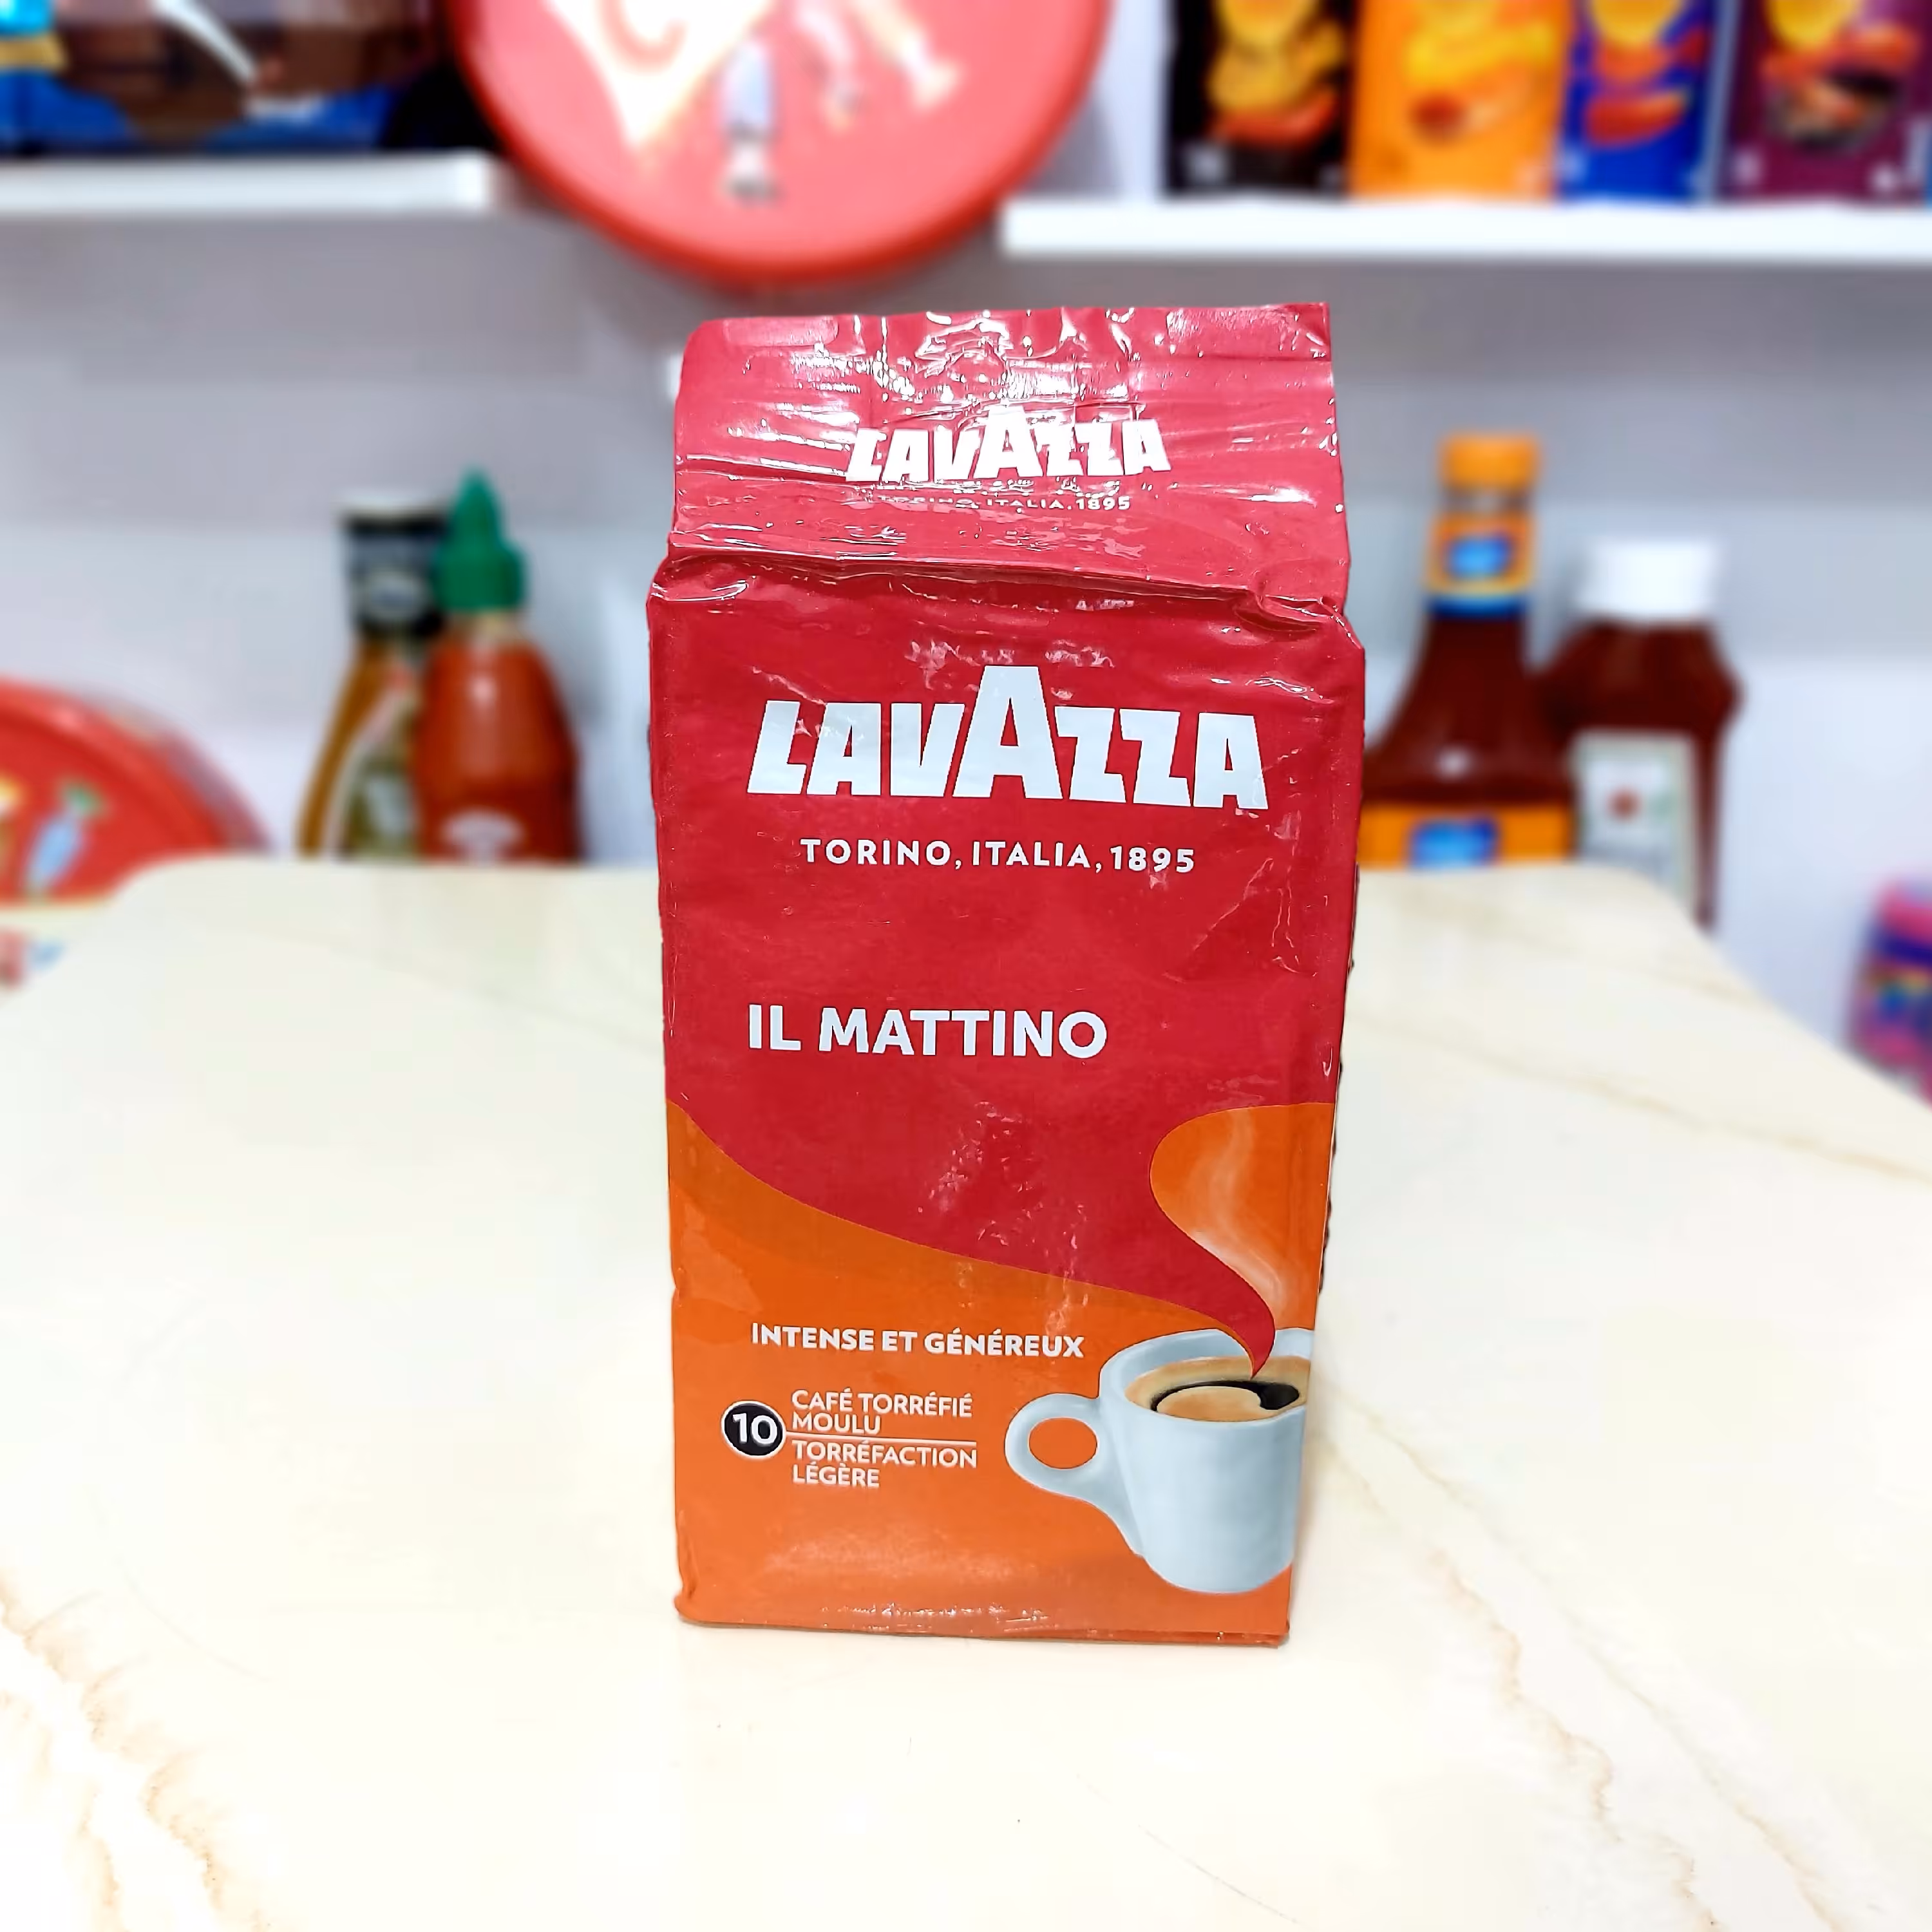 LAVAZZA
TORINO, ITALIA, 1895
LAVAZZA
TORINO, ITALIA, 1895
IL MATTINO
INTENSE ET GÉNÉREUX
10
CAFÉ TORRÉFIÉ
MOULU
TORRÉFACTION
LÉGÈRE